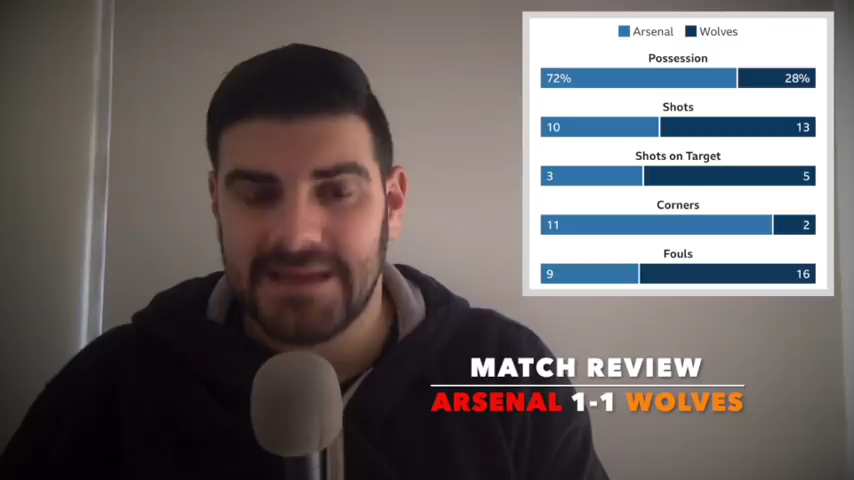 Arsenal Wolves
Possession
72% 28%
Shots
10 13
Shots on Target
3 5
Corners
11 2
Fouls
9 16
MATCH REVIEW
ARSENAL 1-1 WOLVES